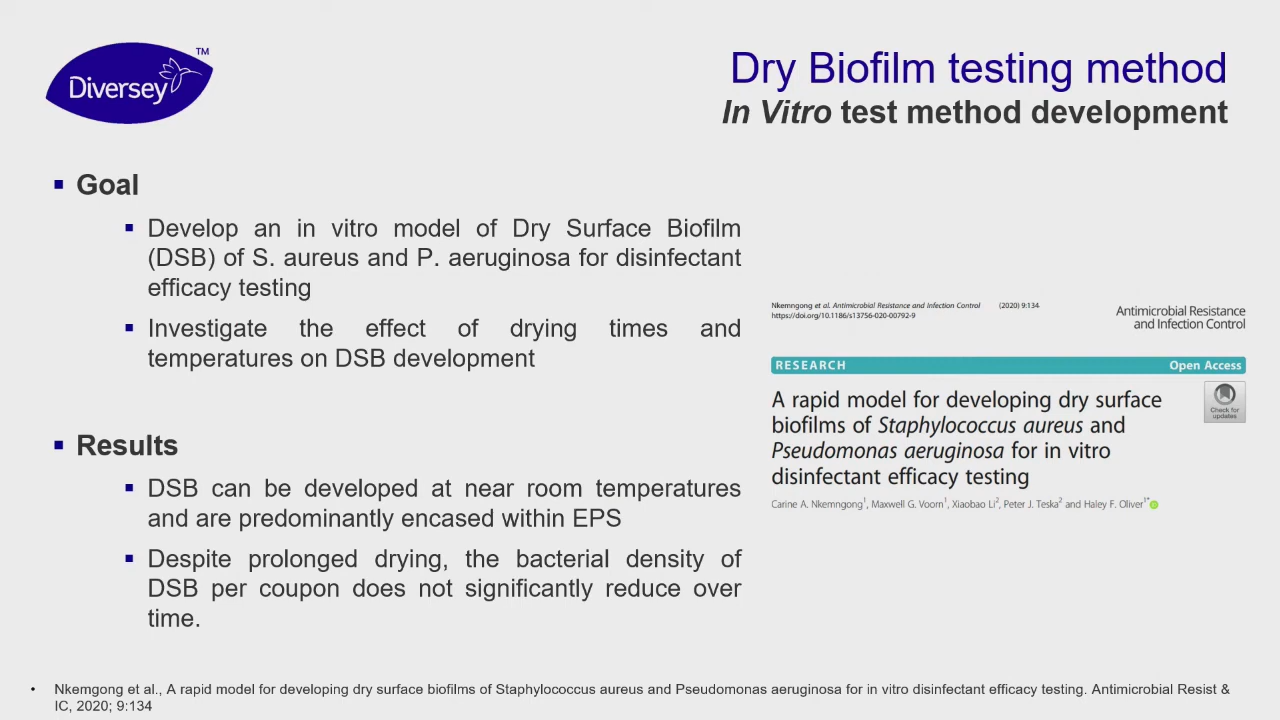 Diversey
TM
Dry Biofilm testing method
In Vitro test method development
▪ Goal
▪ Develop an in vitro model of Dry Surface Biofilm
(DSB) of S. aureus and P. aeruginosa for disinfectant
efficacy testing
▪ Investigate the effect of drying times and
temperatures on DSB development
▪ Results
▪ DSB can be developed at near room temperatures
and are predominantly encased within EPS
▪ Despite prolonged drying, the bacterial density of
DSB per coupon does not significantly reduce over
time.
Nkemngong et al. Antimicrobial Resistance and Infection Control (2020) 9:134
https://doi.org/10.1186/s13756-020-00792-9
Antimicrobial Resistance
and Infection Control
RESEARCH Open Access
A rapid model for developing dry surface
biofilms of Staphylococcus aureus and
Pseudomonas aeruginosa for in vitro
disinfectant efficacy testing
Check for
updates
Carine A. Nkemngong¹, Maxwell G. Voorn¹, Xiaobao Li², Peter J. Teska² and Haley F. Oliver¹*
• Nkemgong et al., A rapid model for developing dry surface biofilms of Staphylococcus aureus and Pseudomonas aeruginosa for in vitro disinfectant efficacy testing. Antimicrobial Resist &
IC, 2020; 9:134